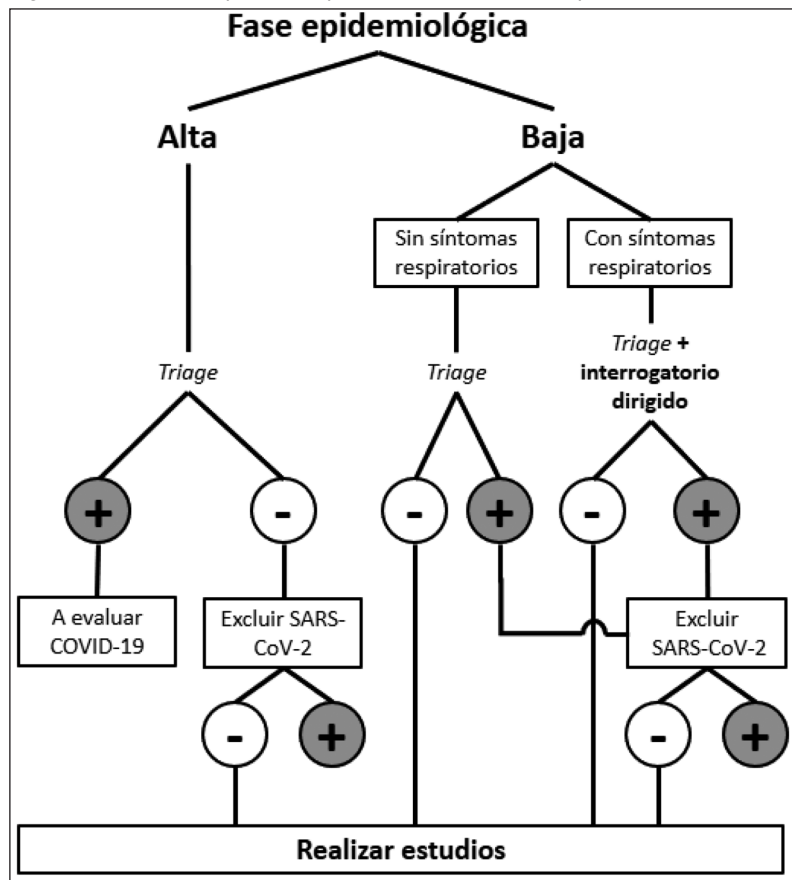 Fase epidemiológica
Alta
Baja
Sin síntomas
respiratorios
Con síntomas
respiratorios
Triage
Triage
Triage +
interrogatorio
dirigido
+
-
-
+
-
+
A evaluar
COVID-19
Excluir SARS-
CoV-2
Excluir
SARS-CoV-2
-
+
-
+
Realizar estudios